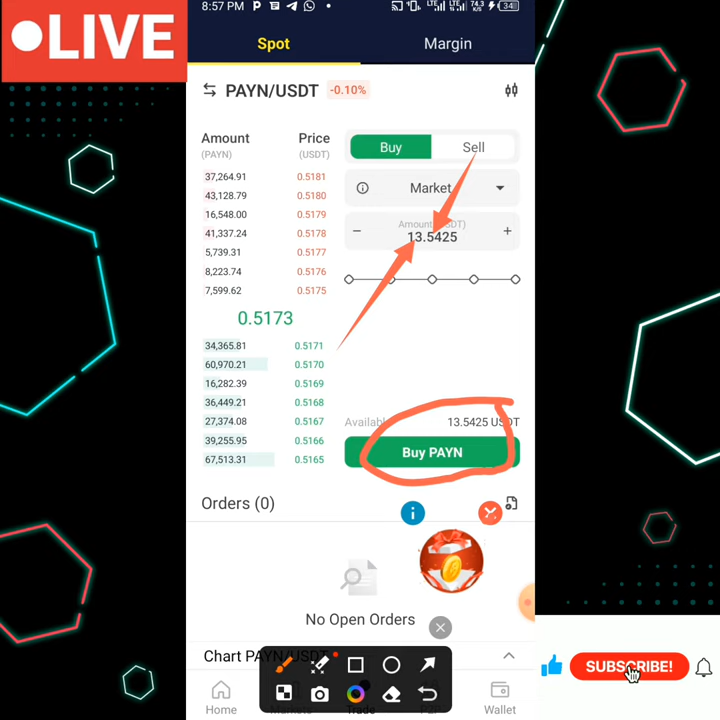 8:57 PM
LIVE
Spot
Margin
PAYN/USDT -0.10%
Amount Price
(PAYN) (USDT)
37,264.91 0.5181
43,128.79 0.5180
16,548.00 0.5179
41,337.24 0.5178
5,739.31 0.5177
8,223.74 0.5176
7,599.62 0.5175
0.5173
34,365.81 0.5171
60,970.21 0.5170
16,282.39 0.5169
36,449.21 0.5168
27,374.08 0.5167
39,255.95 0.5166
67,513.31 0.5165
Buy Sell
Market
13.5425
13.5425 USDT
Buy PAYN
Orders (0)
No Open Orders
Chart PAYN/USDT
Home
Trade
Wallet
SUBSCRIBE!